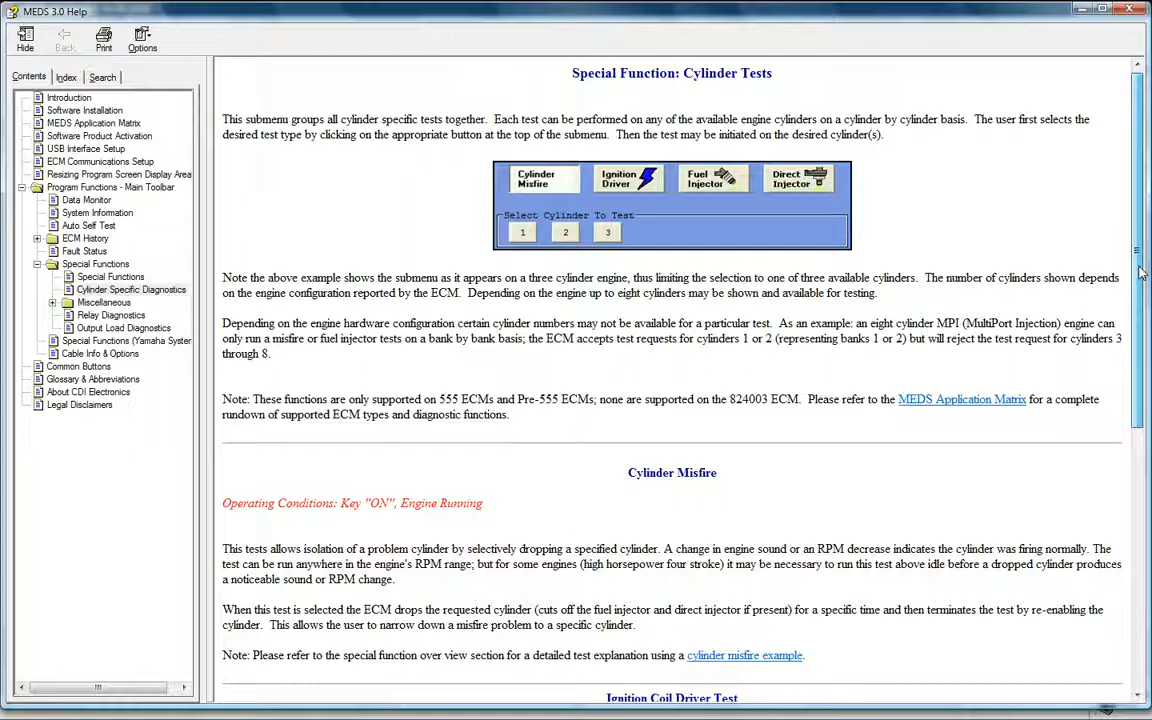 MEDS 3.0 Help
Hide
Back
Print
Options
Contents
Index
Search
Introduction
Software Installation
MEDS Application Matrix
Software Product Activation
USB Interface Setup
ECM Communications Setup
Resizing Program Screen Display Area
Program Functions - Main Toolbar
Data Monitor
System Information
Auto Self Test
ECM History
Fault Status
Special Functions
Special Functions
Cylinder Specific Diagnostics
Miscellaneous
Relay Diagnostics
Output Load Diagnostics
Special Functions (Yamaha System
Cable Info & Options
Common Buttons
Glossary & Abbreviations
About CDI Electronics
Legal Disclaimers
Special Function: Cylinder Tests
This submenu groups all cylinder specific tests together. Each test can be performed on any of the available engine cylinders on a cylinder by cylinder basis. The user first selects the
desired test type by clicking on the appropriate button at the top of the submenu. Then the test may be initiated on the desired cylinder(s).
Cylinder Misfire
Ignition Driver
Fuel Injector
Direct Injector
Select Cylinder To Test
1 2 3
Note the above example shows the submenu as it appears on a three cylinder engine, thus limiting the selection to one of three available cylinders. The number of cylinders shown depends
on the engine configuration reported by the ECM. Depending on the engine up to eight cylinders may be shown and available for testing.
Depending on the engine hardware configuration certain cylinder numbers may not be available for a particular test. As an example: an eight cylinder MPI (MultiPort Injection) engine can
only run a misfire or fuel injector tests on a bank by bank basis; the ECM accepts test requests for cylinders 1 or 2 (representing banks 1 or 2) but will reject the test request for cylinders 3
through 8.
Note: These functions are only supported on 555 ECMs and Pre-555 ECMs; none are supported on the 824003 ECM. Please refer to the MEDS Application Matrix for a complete
rundown of supported ECM types and diagnostic functions.
Cylinder Misfire
Operating Conditions: Key "ON", Engine Running
This tests allows isolation of a problem cylinder by selectively dropping a specified cylinder. A change in engine sound or an RPM decrease indicates the cylinder was firing normally. The
test can be run anywhere in the engine's RPM range; but for some engines (high horsepower four stroke) it may be necessary to run this test above idle before a dropped cylinder produces
a noticeable sound or RPM change.
When this test is selected the ECM drops the requested cylinder (cuts off the fuel injector and direct injector if present) for a specific time and then terminates the test by re-enabling the
cylinder. This allows the user to narrow down a misfire problem to a specific cylinder.
Note: Please refer to the special function over view section for a detailed test explanation using a cylinder misfire example.
Ignition Coil Driver Test